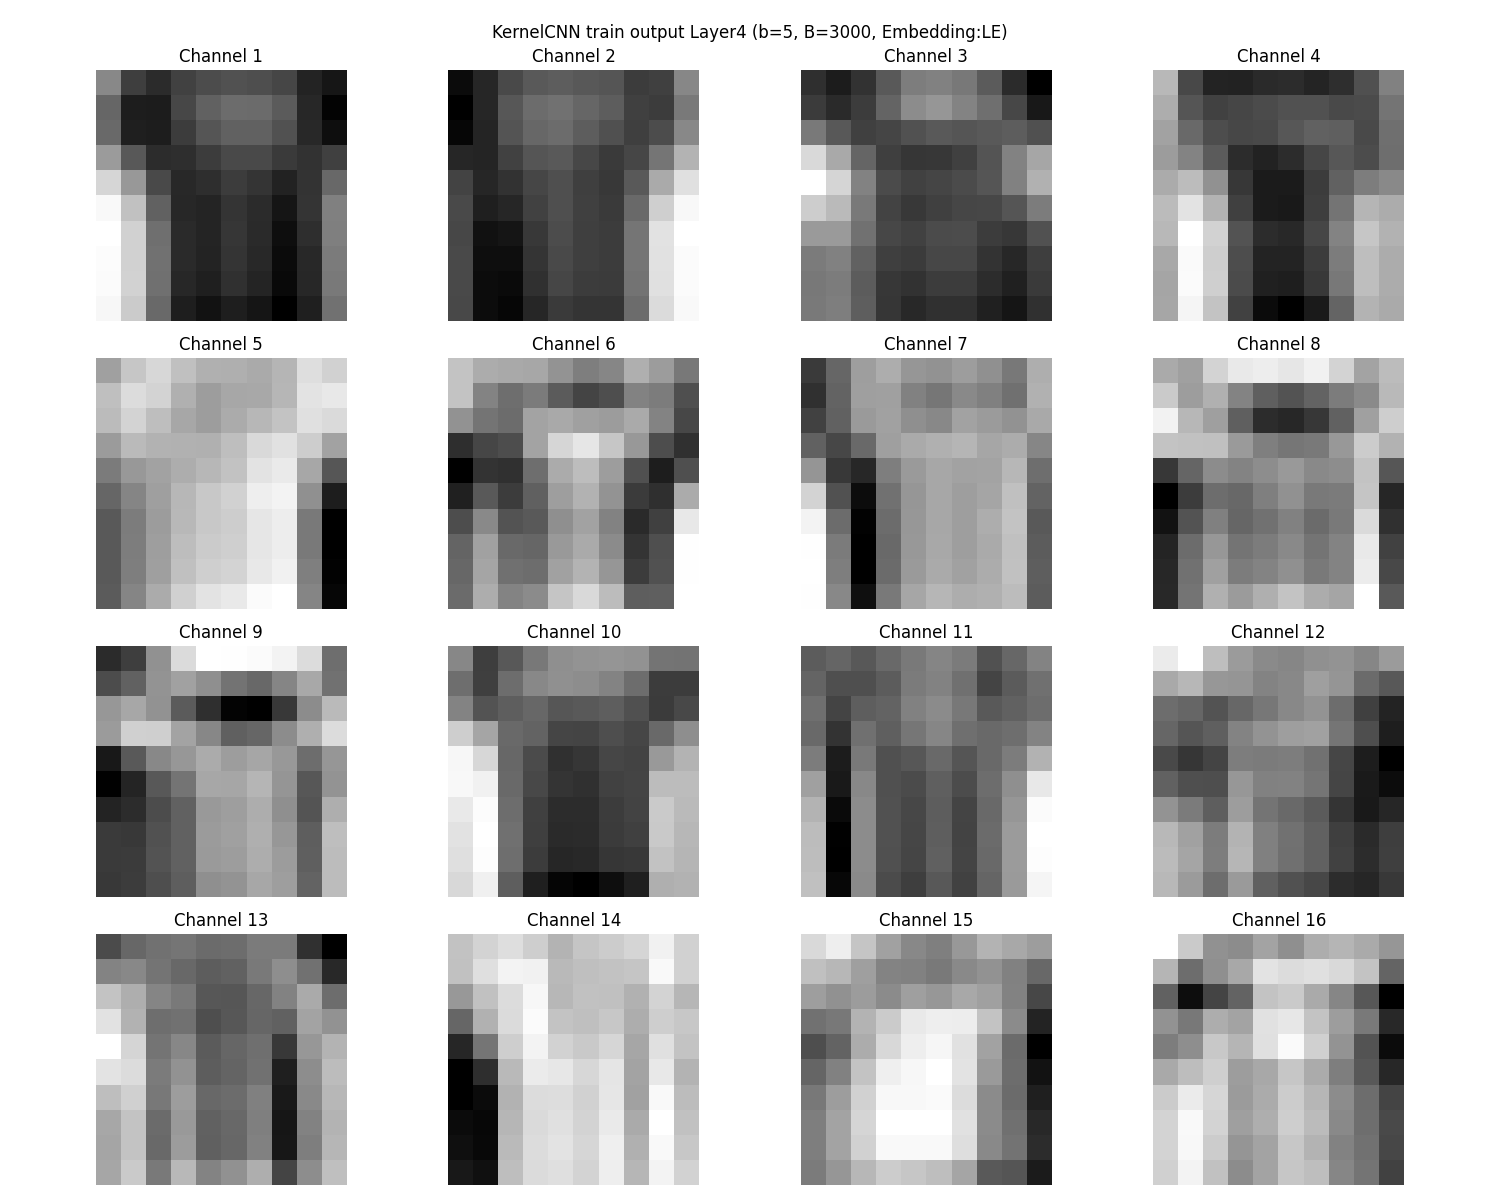 KernelCNN train output Layer4 (b=5, B=3000, Embedding:LE)
Channel 1
Channel 2
Channel 3
Channel 4
Channel 5
Channel 6
Channel 7
Channel 8
Channel 9
Channel 10
Channel 11
Channel 12
Channel 13
Channel 14
Channel 15
Channel 16